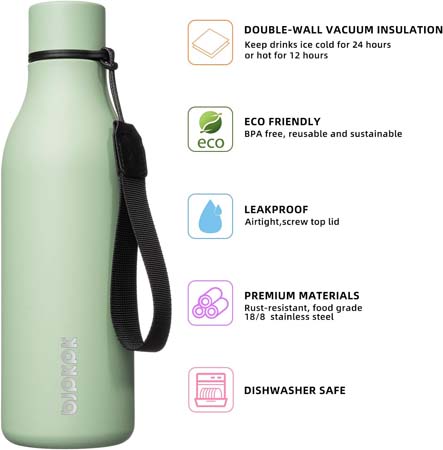 DOUBLE-WALL VACUUM INSULATION
Keep drinks ice cold for 24 hours
or hot for 12 hours
ECO FRIENDLY
BPA free, reusable and sustainable
eco
LEAKPROOF
Airtight,screw top lid
PREMIUM MATERIALS
Rust-resistant, food grade
18/8 stainless steel
DISHWASHER SAFE
BJPKPK